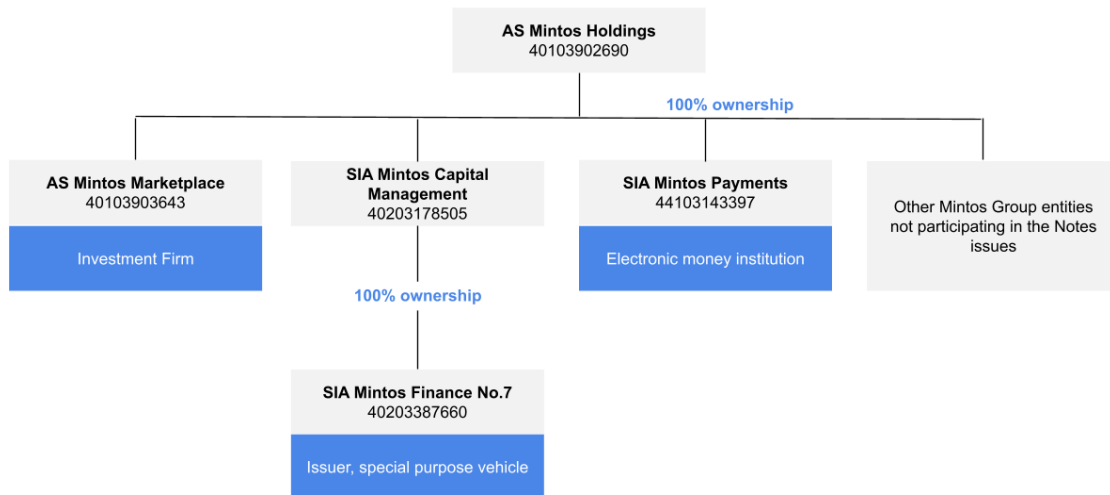 AS Mintos Holdings
40103902690
100% ownership
AS Mintos Marketplace
40103903643
Investment Firm
SIA Mintos Capital
Management
40203178505
SIA Mintos Payments
44103143397
Electronic money institution
Other Mintos Group entities
not participating in the Notes
issues
100% ownership
SIA Mintos Finance No.7
40203387660
Issuer, special purpose vehicle